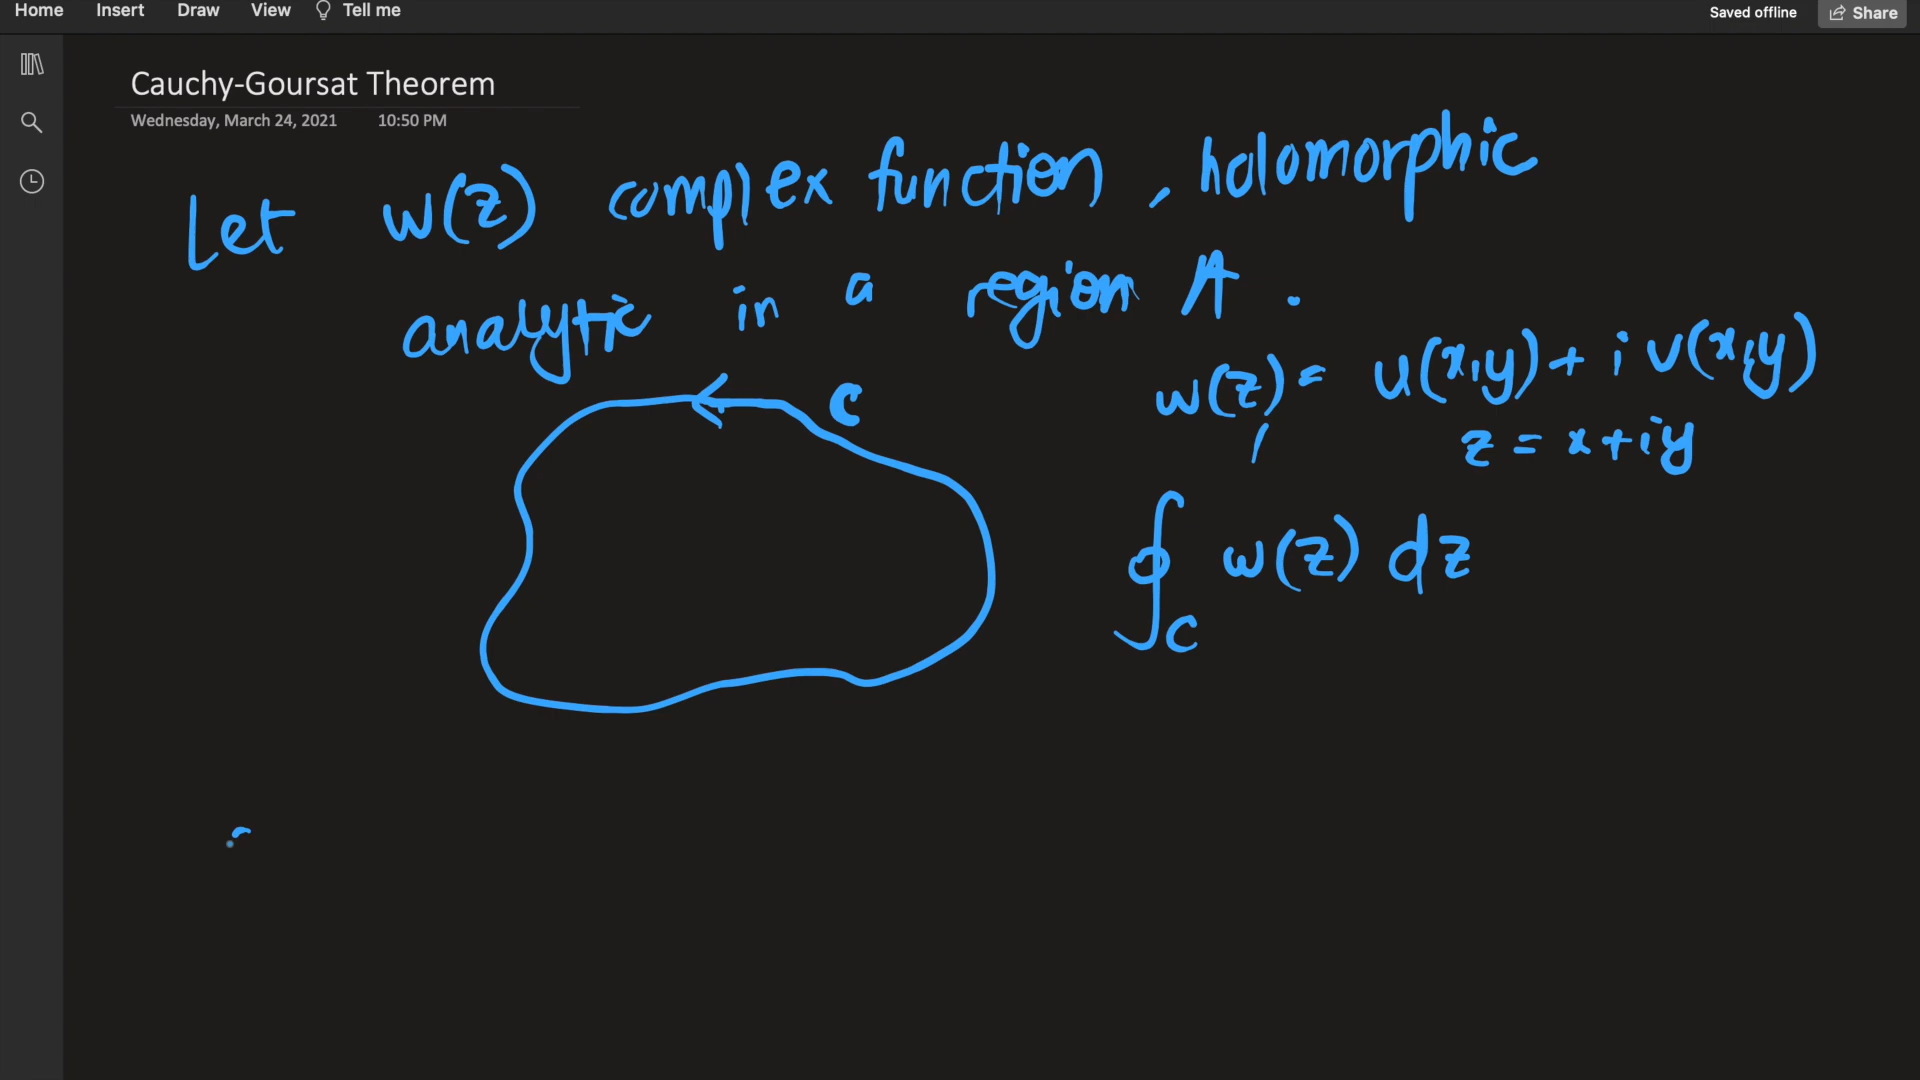 Home Insert Draw View Tell me Saved offline Share
Cauchy-Goursat Theorem
Wednesday, March 24, 2021 10:50 PM
Let w(z) complex function, holomorphic
analytic in a region A.
w(z) = u(x,y) + i v(x,y)
z = x+iy
C
∮_C w(z) dz